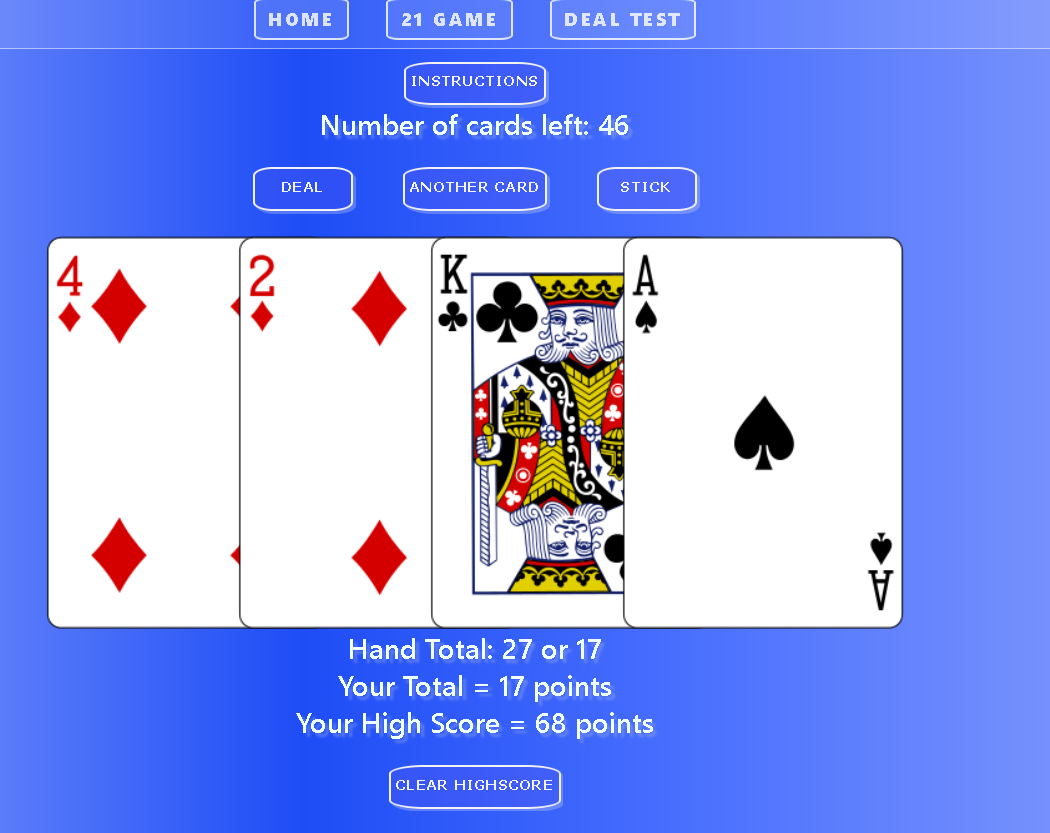 HOME 21 GAME DEAL TEST
INSTRUCTIONS
Number of cards left: 46
DEAL ANOTHER CARD STICK
4 2 K A
A
Hand Total: 27 or 17
Your Total = 17 points
Your High Score = 68 points
CLEAR HIGHSCORE